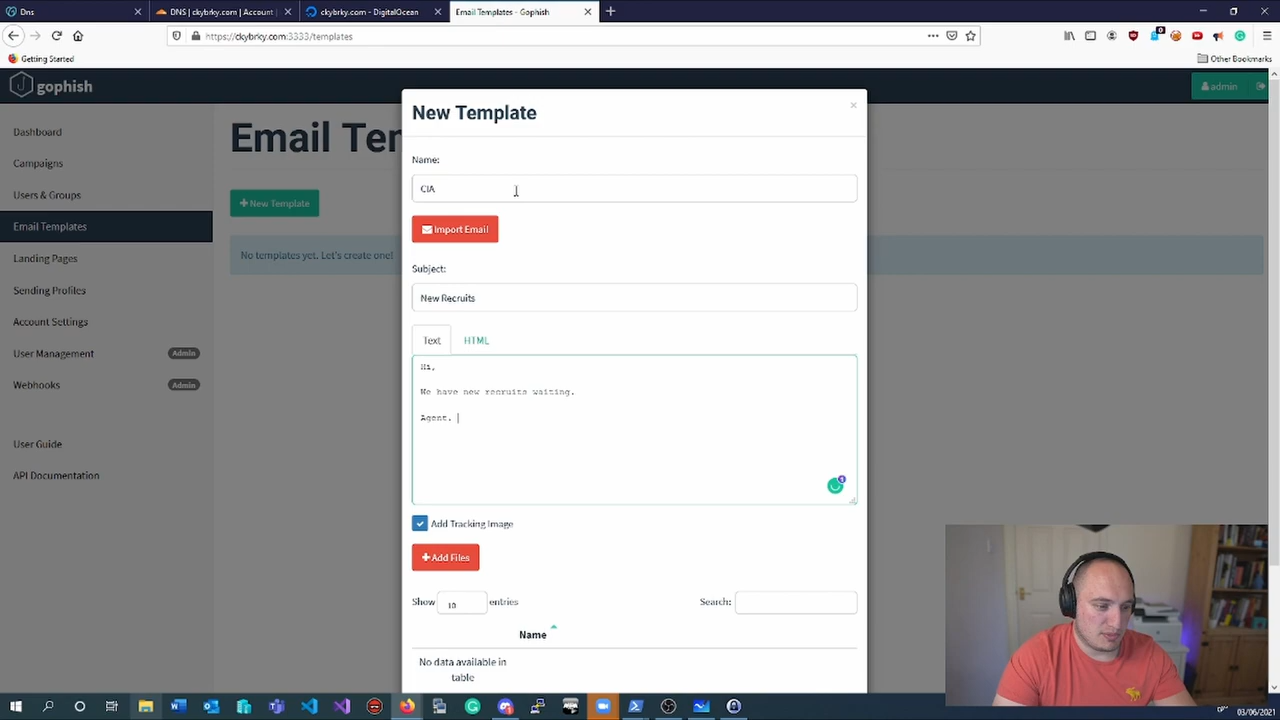 Dns
DNS | ckybrky.com | Account |
ckybrky.com - DigitalOcean
Email Templates - Gophish
https://ckybrky.com:3333/templates
Getting Started
Other Bookmarks
gophish
admin
Dashboard
Campaigns
Users & Groups
Email Templates
Landing Pages
Sending Profiles
Account Settings
User Management Admin
Webhooks Admin
User Guide
API Documentation
Email Tem
+ New Template
No templates yet. Let's create one!
New Template
×
Name:
CIA
Import Email
Subject:
New Recruits
Text HTML
Hi,
We have new recruits waiting.
Agent.
Add Tracking Image
+ Add Files
Show 10 entries
Search:
Name
No data available in
table
03/06/2021